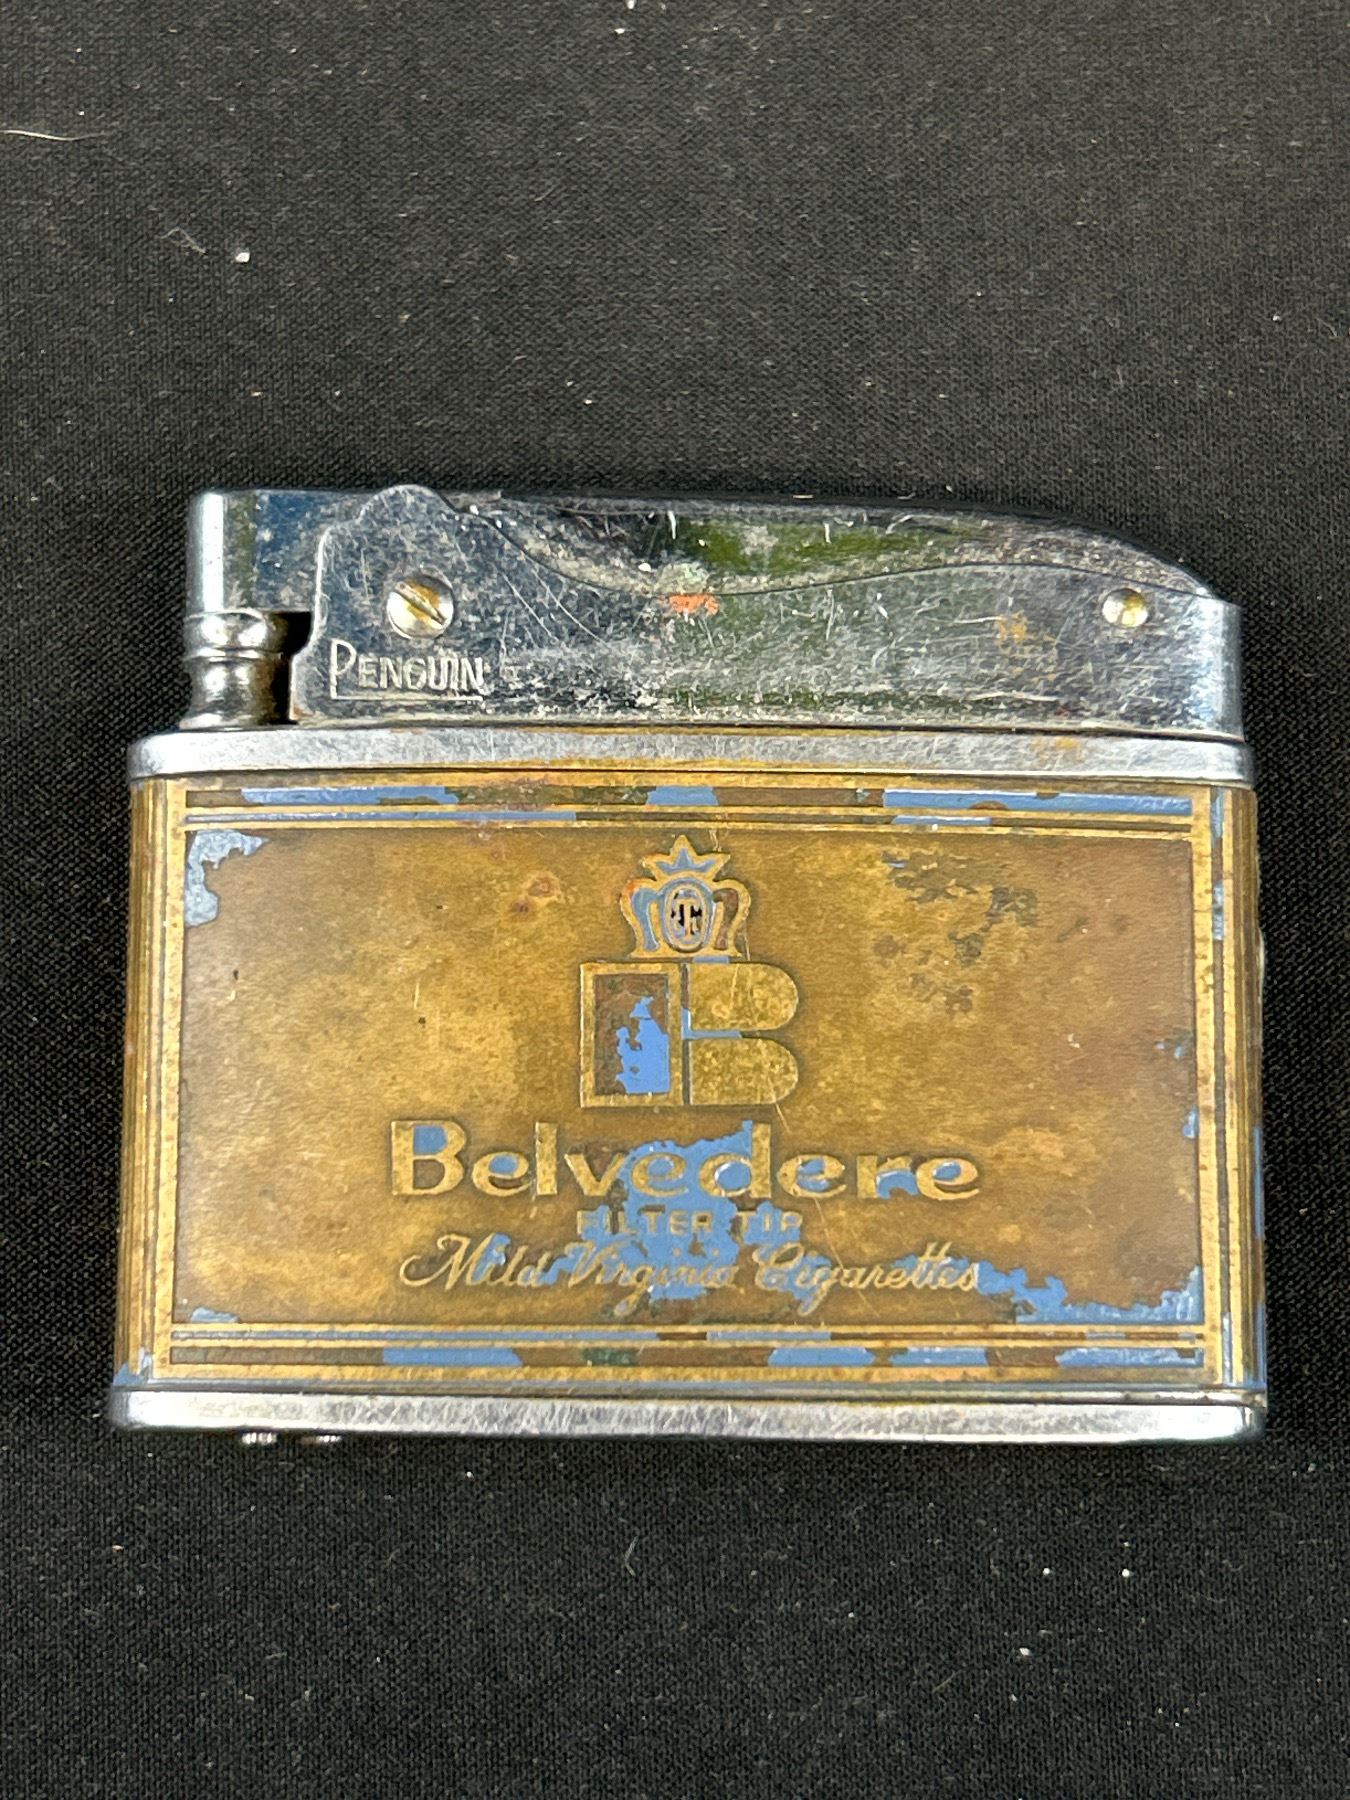 PENGUIN
B
Belvedere
FILTER TIP
Mild Virginia Cigarettes